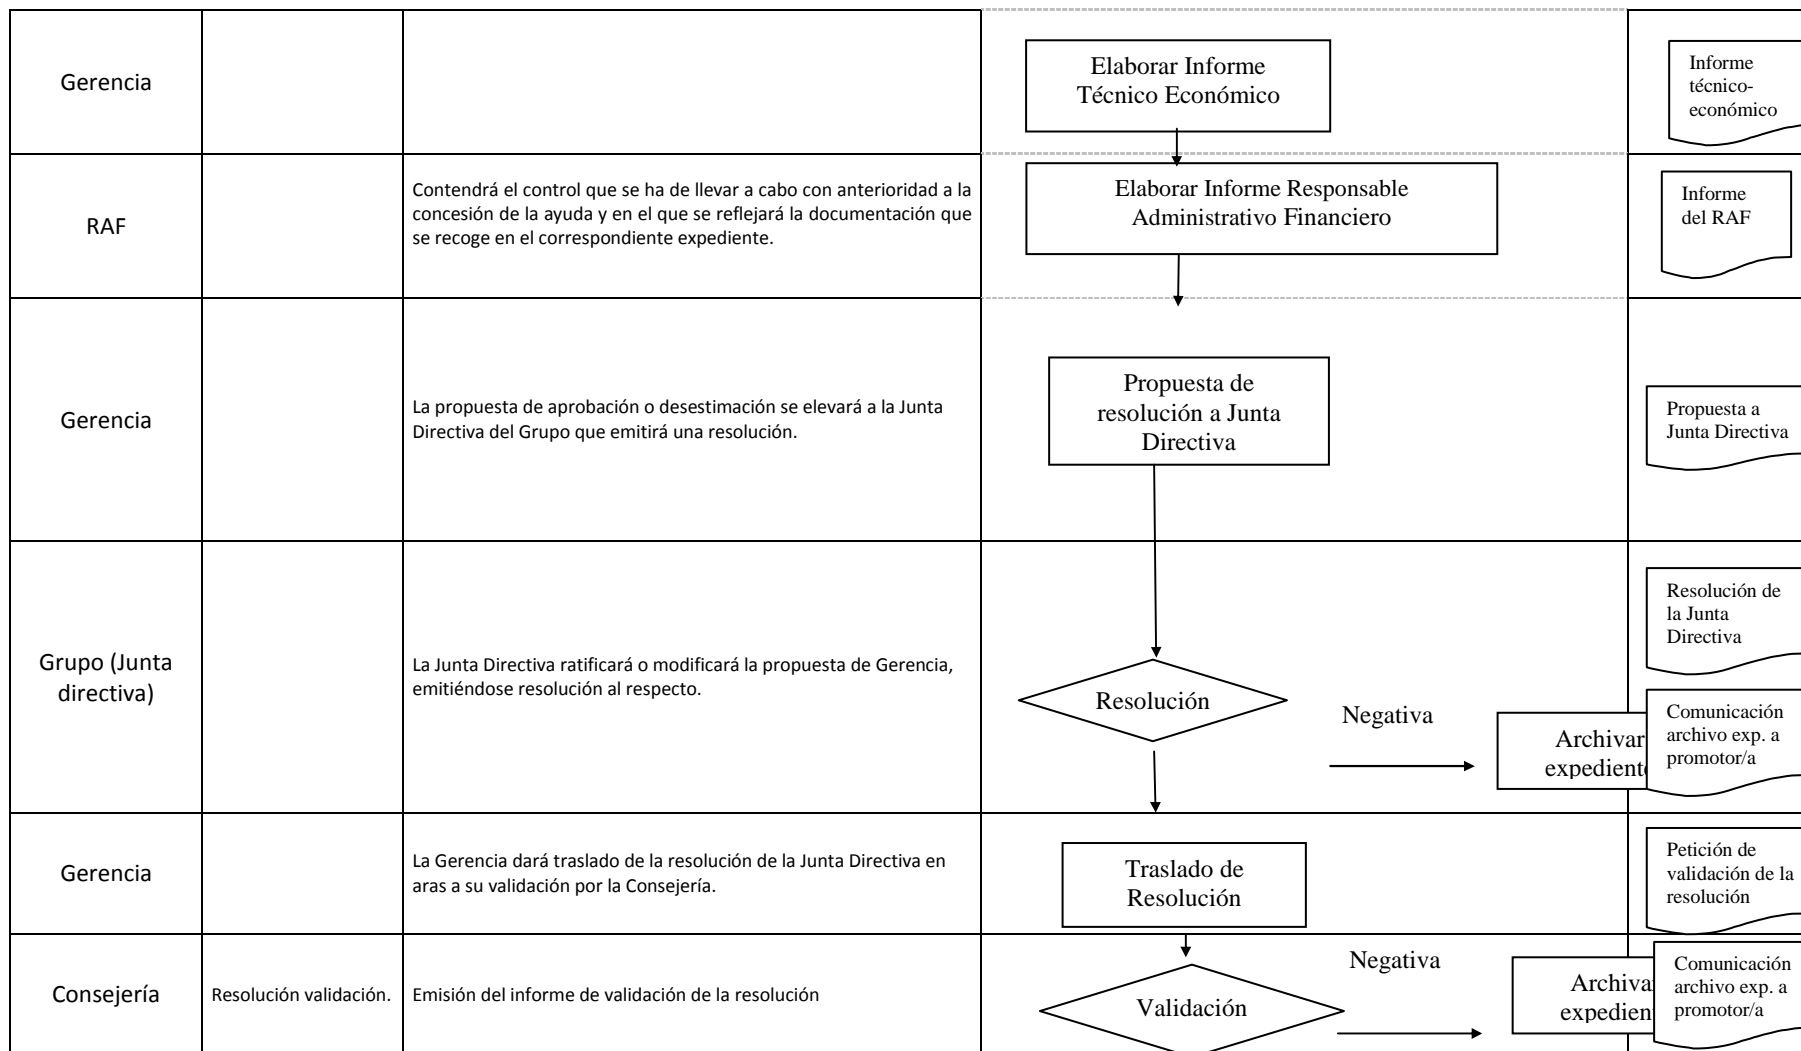 Gerencia
Elaborar Informe
Técnico Económico
Informe
técnico-
económico
RAF
Contendrá el control que se ha de llevar a cabo con anterioridad a la
concesión de la ayuda y en el que se reflejará la documentación que
se recoge en el correspondiente expediente.
Elaborar Informe Responsable
Administrativo Financiero
Informe
del RAF
Gerencia
La propuesta de aprobación o desestimación se elevará a la Junta
Directiva del Grupo que emitirá una resolución.
Propuesta de
resolución a Junta
Directiva
Propuesta a
Junta Directiva
Grupo (Junta
directiva)
La Junta Directiva ratificará o modificará la propuesta de Gerencia,
emitiéndose resolución al respecto.
Resolución
Negativa
Archivar
expediente
Resolución de
la Junta
Directiva
Comunicación
archivo exp. a
promotor/a
Gerencia
La Gerencia dará traslado de la resolución de la Junta Directiva en
aras a su validación por la Consejería.
Traslado de
Resolución
Petición de
validación de la
resolución
Consejería
Resolución validación.
Emisión del informe de validación de la resolución
Validación
Negativa
Archivar
expedien
Comunicación
archivo exp. a
promotor/a